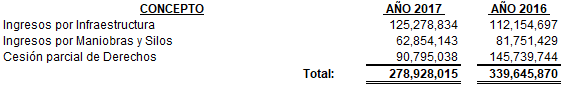 CONCEPTO AÑO 2017 AÑO 2016
Ingresos por Infraestructura 125,278,834 112,154,697
Ingresos por Maniobras y Silos 62,854,143 81,751,429
Cesión parcial de Derechos 90,795,038 145,739,744
Total: 278,928,015 339,645,870